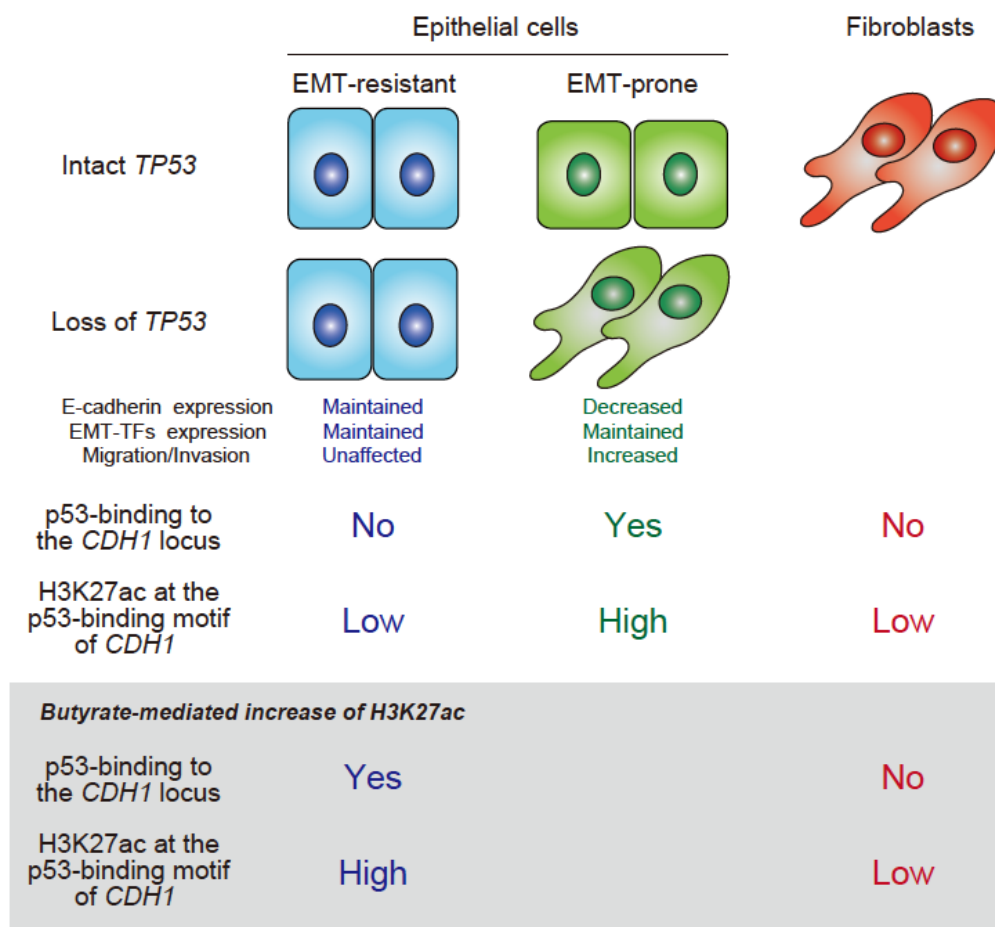 Epithelial cells Fibroblasts
EMT-resistant EMT-prone
Intact TP53
Loss of TP53
E-cadherin expression Maintained Decreased
EMT-TFs expression Maintained Maintained
Migration/Invasion Unaffected Increased
p53-binding to
the CDH1 locus No Yes No
H3K27ac at the
p53-binding motif
of CDH1 Low High Low
Butyrate-mediated increase of H3K27ac
p53-binding to
the CDH1 locus Yes No
H3K27ac at the
p53-binding motif
of CDH1 High Low